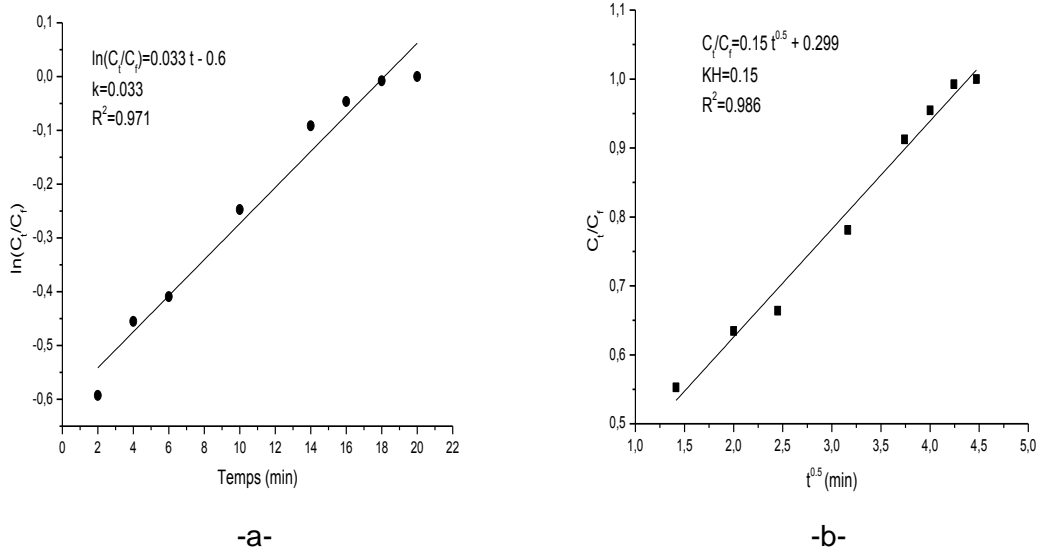 ln(Cₜ/C_f)=0.033 t - 0.6
k=0.033
R²=0.971
0,1
0,0
-0,1
-0,2
-0,3
-0,4
-0,5
-0,6
ln(Cₜ/C_f)
0 2 4 6 8 10 12 14 16 18 20 22
Temps (min)
-a-
Cₜ/C_f=0.15 t⁰·⁵ + 0.299
KH=0.15
R²=0.986
1,1
1,0
0,9
0,8
0,7
0,6
0,5
Cₜ/C_f
1,0 1,5 2,0 2,5 3,0 3,5 4,0 4,5 5,0
t⁰·⁵ (min)
-b-